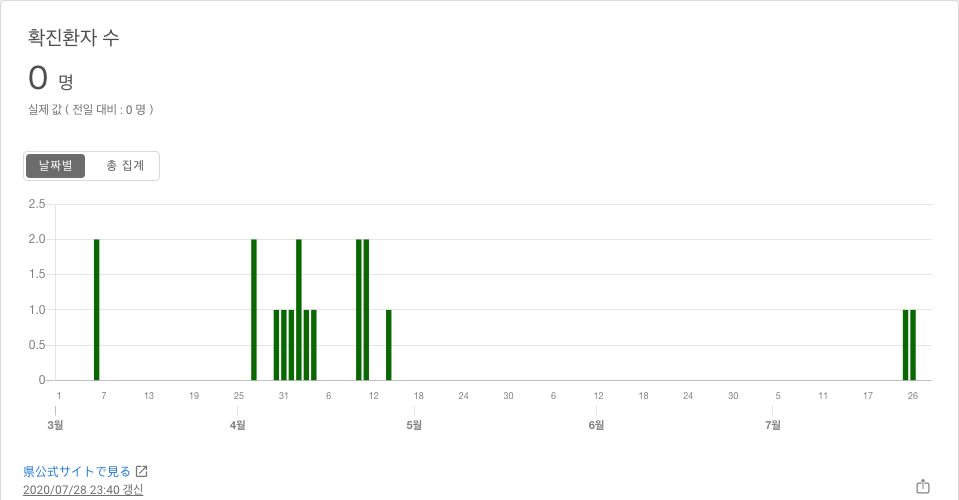 확진환자 수
0 명
실제 값 ( 전일 대비 : 0 명 )
날짜별 총 집계
2.5
2.0
1.5
1.0
0.5
0
1 7 13 19 25 31 6 12 18 24 30 6 12 18 24 30 5 11 17 26
3월 4월 5월 6월 7월
県公式サイトで見る
2020/07/28 23:40 갱신